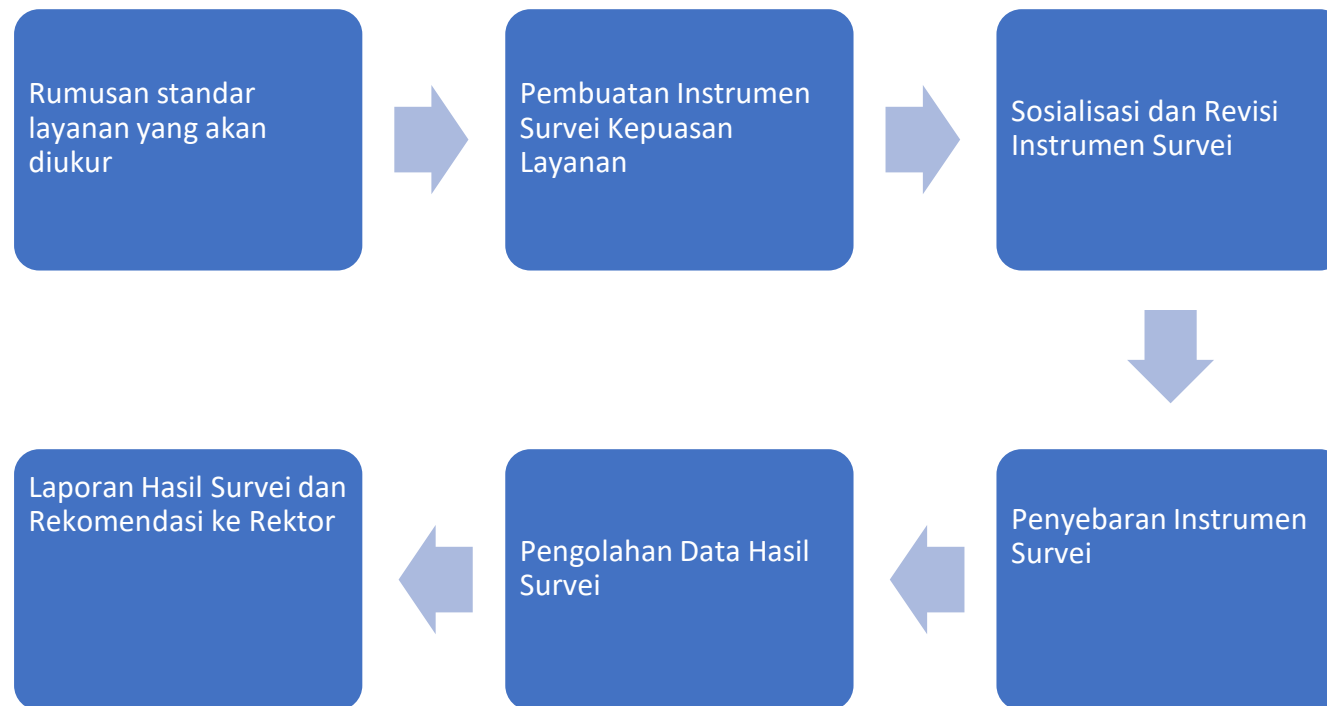 Rumusan standar
layanan yang akan
diukur
Pembuatan Instrumen
Survei Kepuasan
Layanan
Sosialisasi dan Revisi
Instrumen Survei
Penyebaran Instrumen
Survei
Pengolahan Data Hasil
Survei
Laporan Hasil Survei dan
Rekomendasi ke Rektor